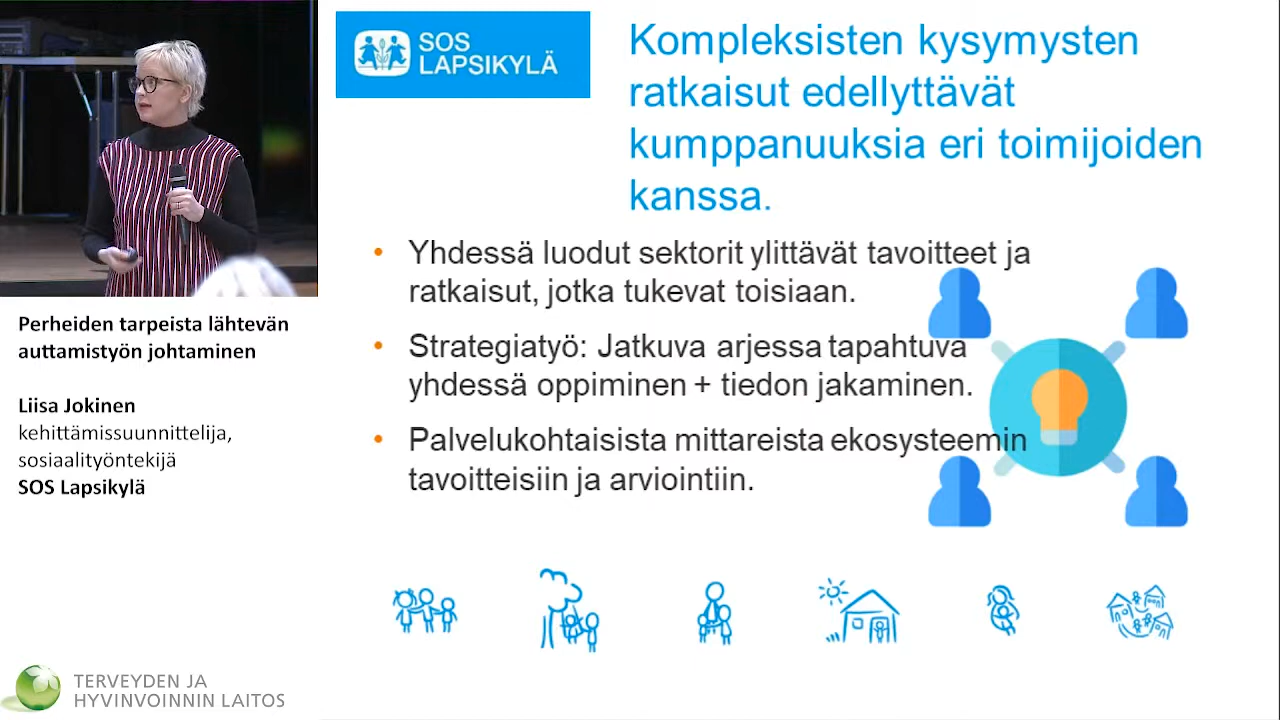 SOS
LAPSIKYLÄ
Kompleksisten kysymysten
ratkaisut edellyttävät
kumppanuuksia eri toimijoiden
kanssa.
• Yhdessä luodut sektorit ylittävät tavoitteet ja
ratkaisut, jotka tukevat toisiaan.
• Strategiatyö: Jatkuva arjessa tapahtuva
yhdessä oppiminen + tiedon jakaminen.
• Palvelukohtaisista mittareista ekosysteemin
tavoitteisiin ja arviointiin.
Perheiden tarpeista lähtevän
auttamistyön johtaminen
Liisa Jokinen
kehittämissuunnittelija,
sosiaalityöntekijä
SOS Lapsikylä
TERVEYDEN JA
HYVINVOINNIN LAITOS